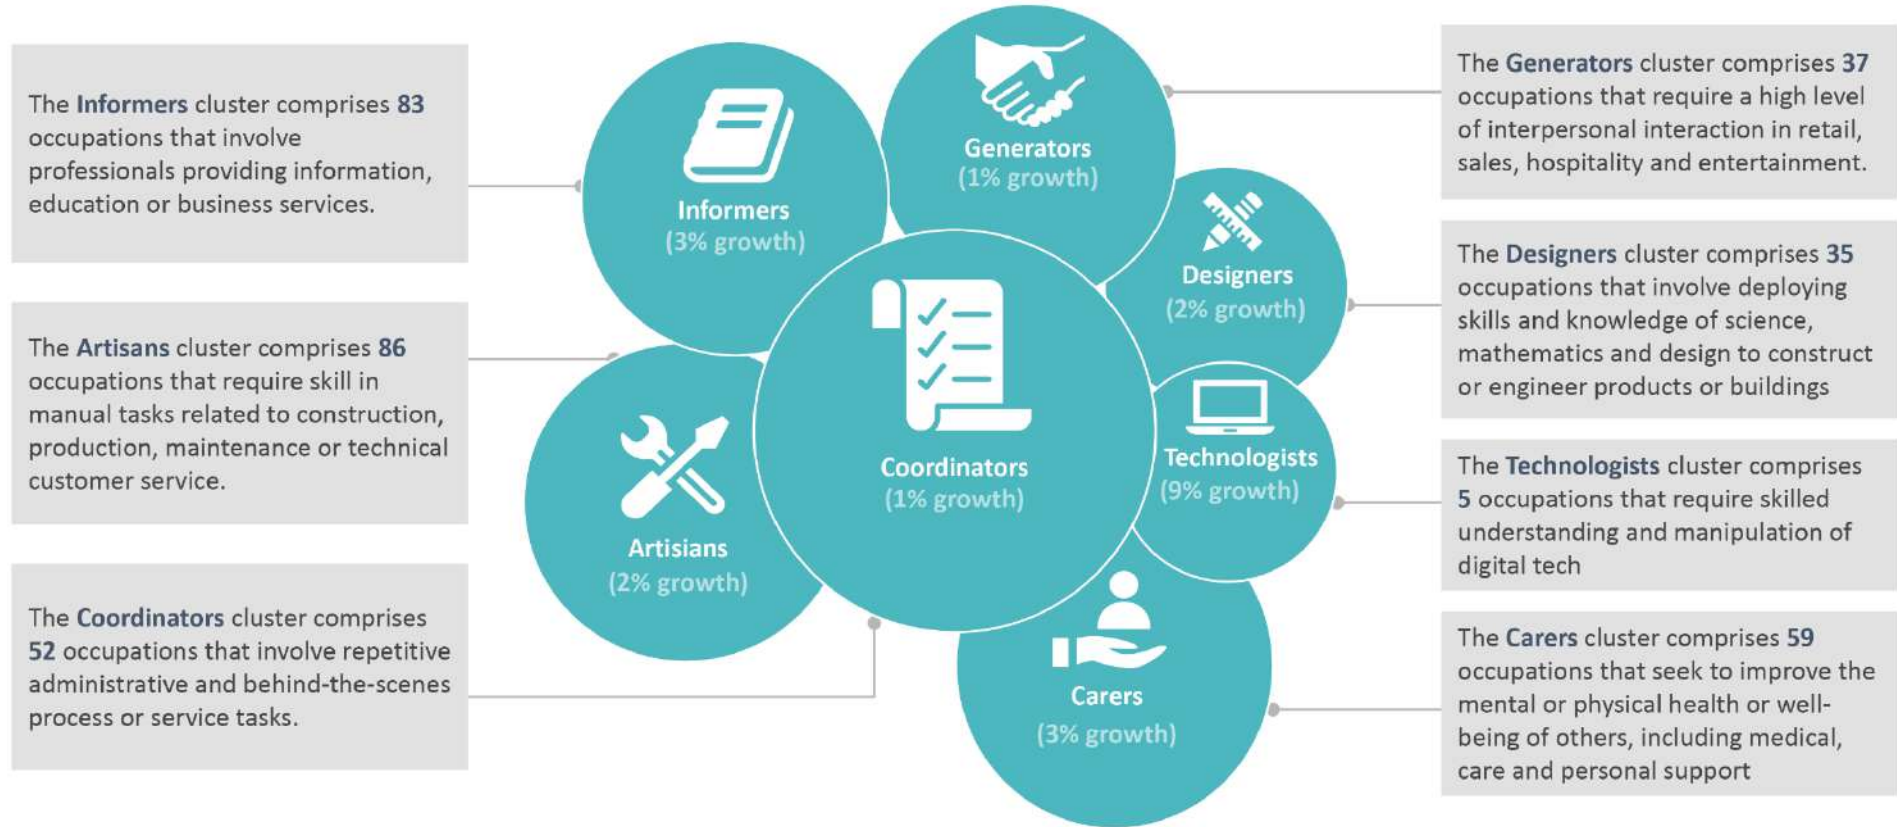 The Informers cluster comprises 83
occupations that involve
professionals providing information,
education or business services.
The Artisans cluster comprises 86
occupations that require skill in
manual tasks related to construction,
production, maintenance or technical
customer service.
The Coordinators cluster comprises
52 occupations that involve repetitive
administrative and behind-the-scenes
process or service tasks.
Generators
(1% growth)
Informers
(3% growth)
Designers
(2% growth)
Coordinators
(1% growth)
Technologists
(9% growth)
Artisians
(2% growth)
Carers
(3% growth)
The Generators cluster comprises 37
occupations that require a high level
of interpersonal interaction in retail,
sales, hospitality and entertainment.
The Designers cluster comprises 35
occupations that involve deploying
skills and knowledge of science,
mathematics and design to construct
or engineer products or buildings
The Technologists cluster comprises
5 occupations that require skilled
understanding and manipulation of
digital tech
The Carers cluster comprises 59
occupations that seek to improve the
mental or physical health or well-
being of others, including medical,
care and personal support